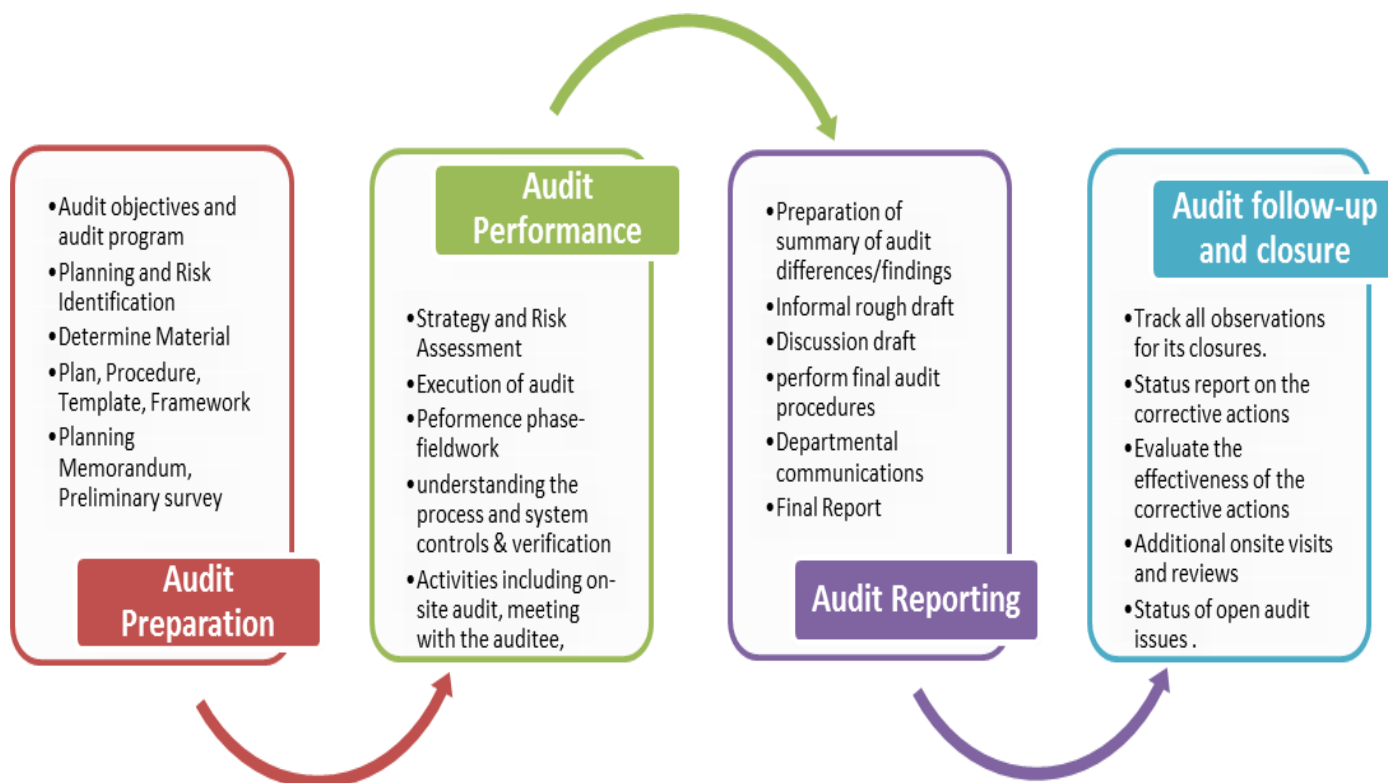 •Audit objectives and
audit program
•Planning and Risk
Identification
•Determine Material
•Plan, Procedure,
Template, Framework
•Planning
Memorandum,
Preliminary survey
Audit
Preparation
Audit
Performance
•Strategy and Risk
Assessment
•Execution of audit
•Peformence phase-
fieldwork
•understanding the
process and system
controls & verification
•Activities including on-
site audit, meeting
with the auditee,
•Preparation of
summary of audit
differences/findings
•Informal rough draft
•Discussion draft
•perform final audit
procedures
•Departmental
communications
•Final Report
Audit Reporting
Audit follow-up
and closure
•Track all observations
for its closures.
•Status report on the
corrective actions
•Evaluate the
effectiveness of the
corrective actions
•Additional onsite visits
and reviews
•Status of open audit
issues .